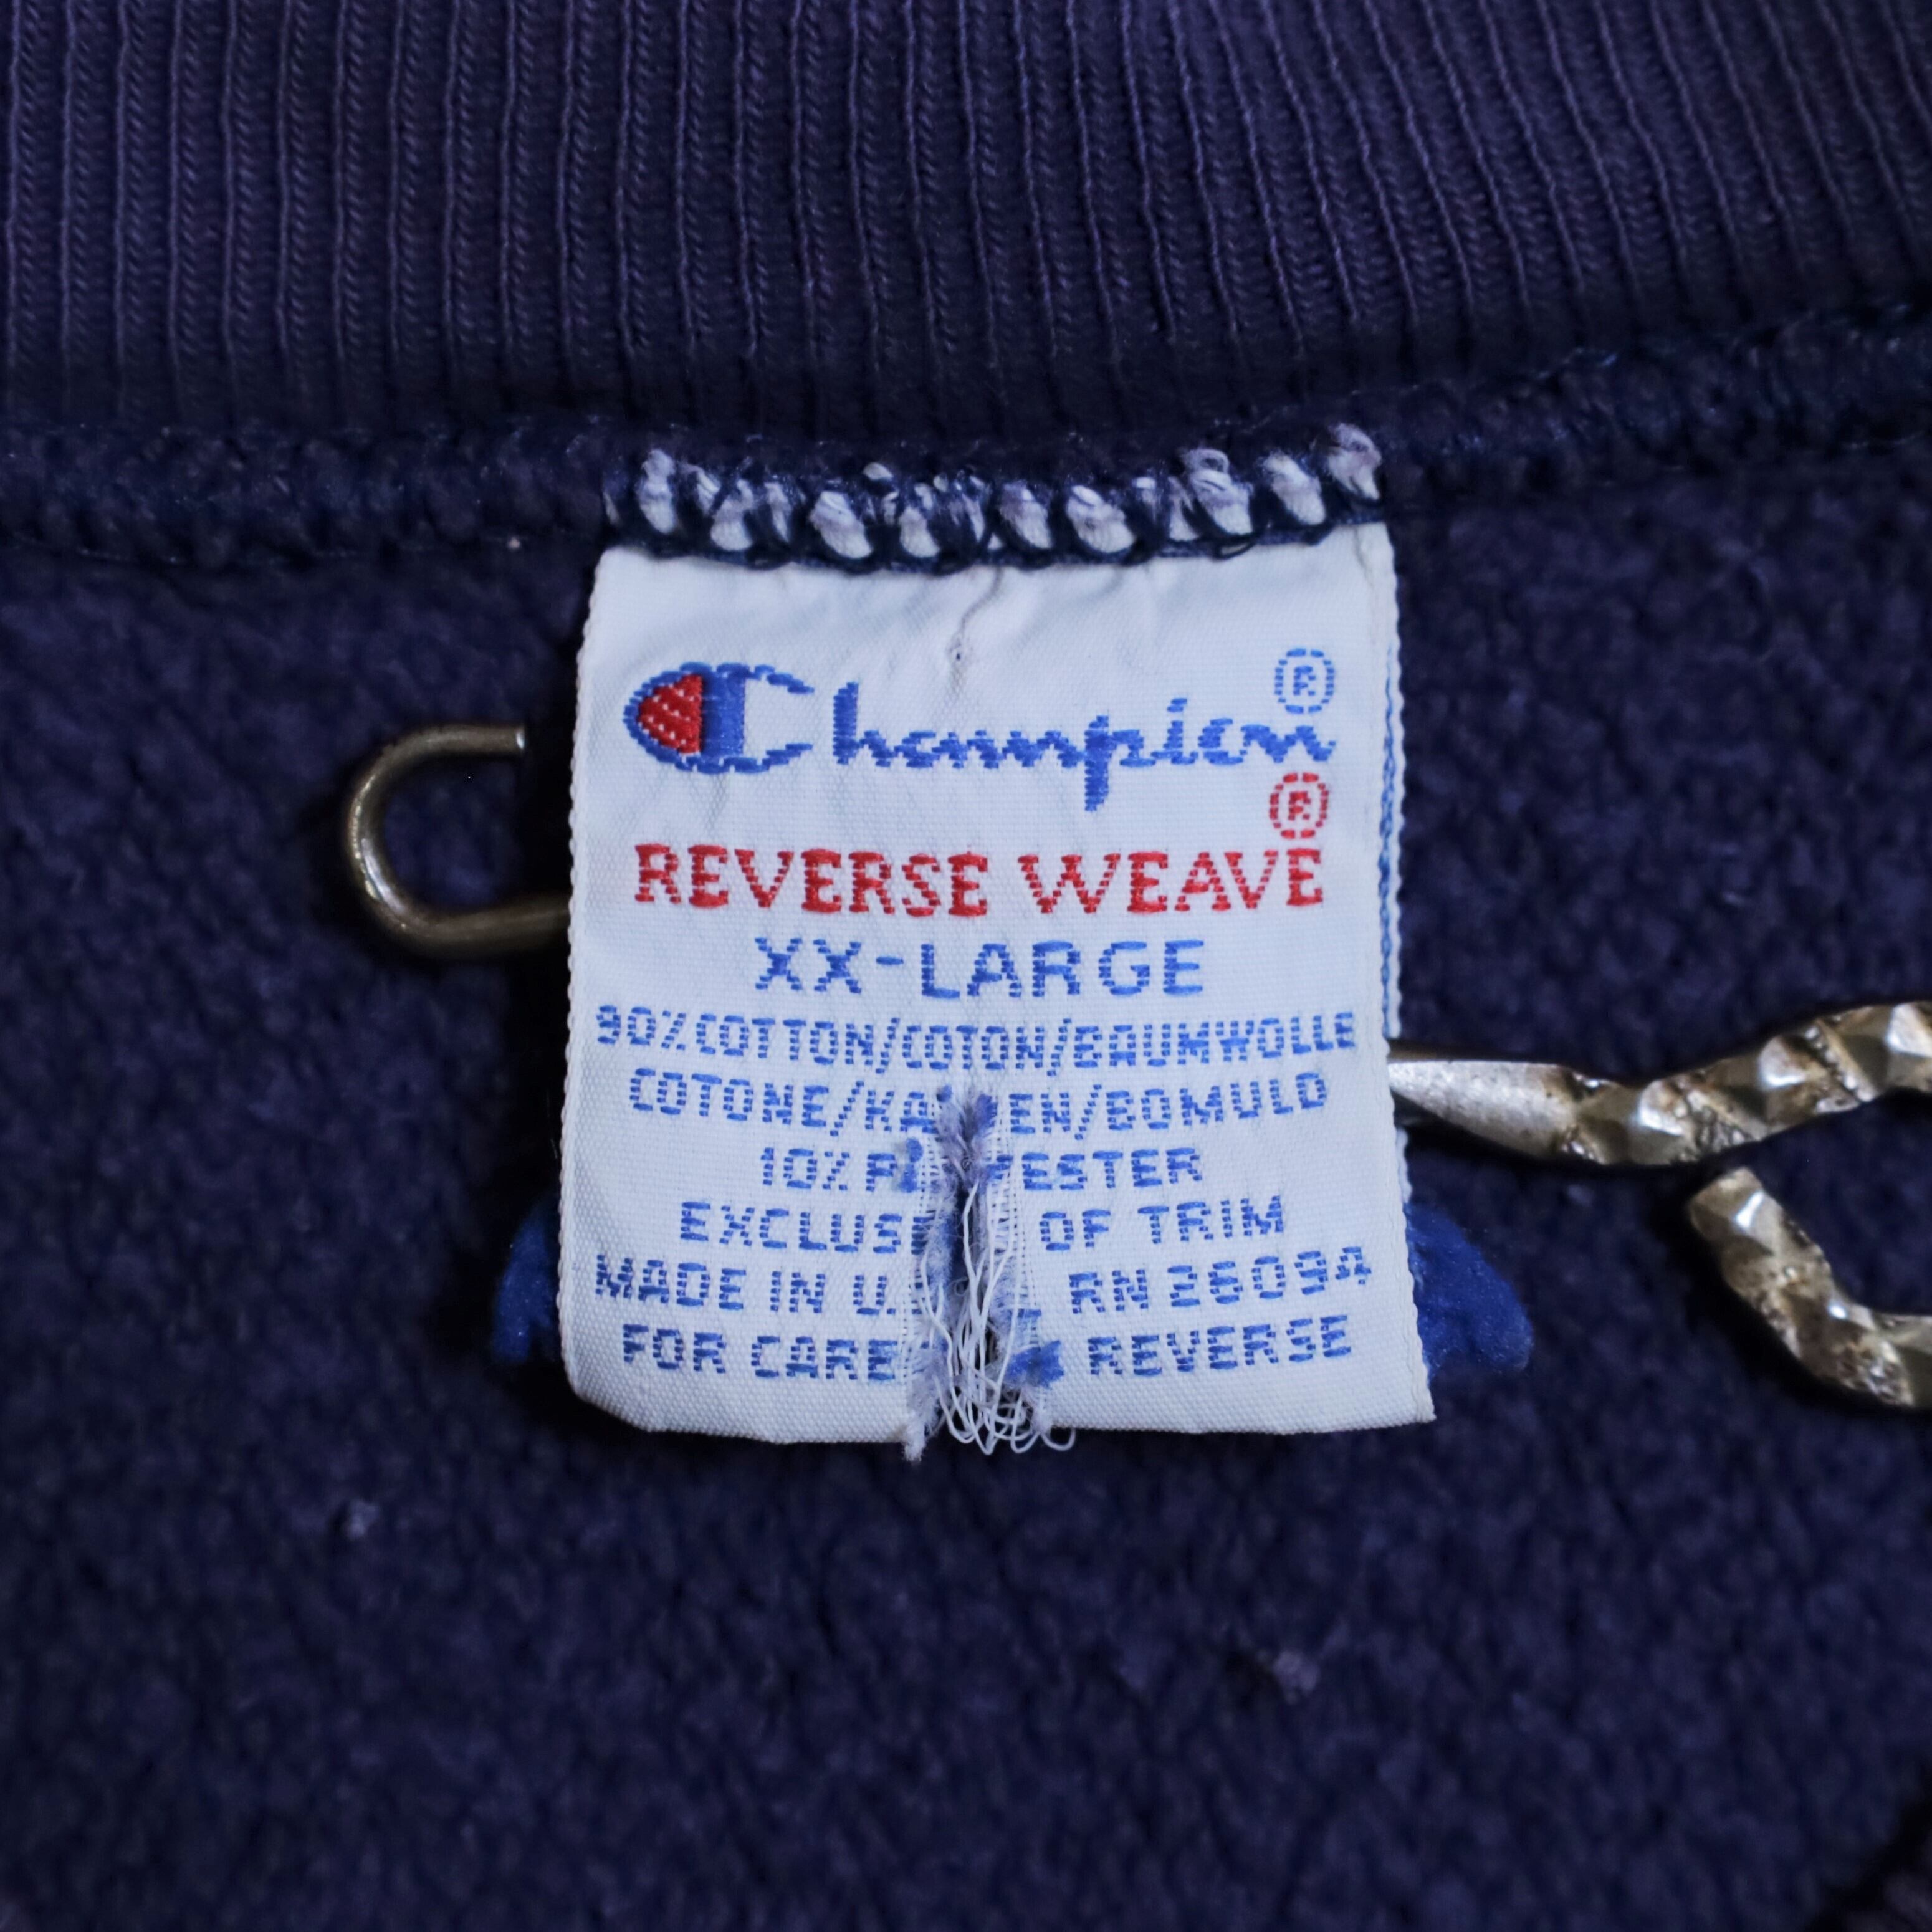 Champion®
®
REVERSE WEAVE
XX-LARGE
90% COTTON/COTON/BAUMWOLLE
COTONE/KA EN/BOMULD
10% P YESTER
EXCLUS OF TRIM
MADE IN U. RN 26094
FOR CARE REVERSE